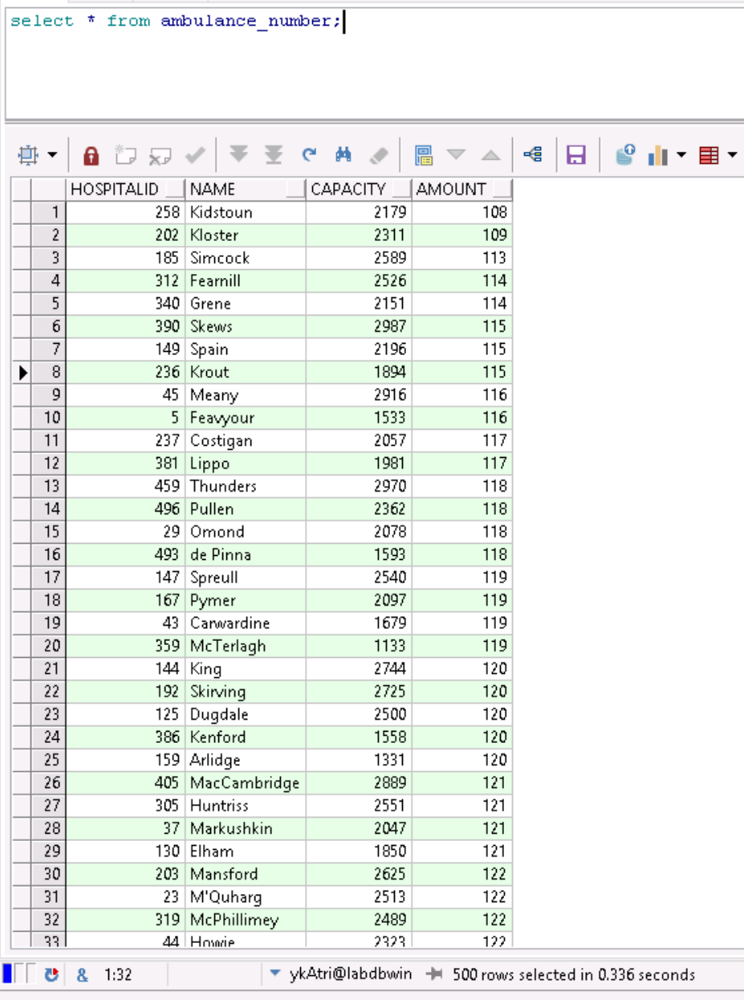 select * from ambulance_number;
HOSPITALID NAME CAPACITY AMOUNT
1 258 Kidstoun 2179 108
2 202 Kloster 2311 109
3 185 Simcock 2589 113
4 312 Fearnill 2526 114
5 340 Grene 2151 114
6 390 Skews 2987 115
7 149 Spain 2196 115
8 236 Krout 1894 115
9 45 Meany 2916 116
10 5 Feavyour 1533 116
11 237 Costigan 2057 117
12 381 Lippo 1981 117
13 459 Thunders 2970 118
14 496 Pullen 2362 118
15 29 Omond 2078 118
16 493 de Pinna 1593 118
17 147 Spreull 2540 119
18 167 Pymer 2097 119
19 43 Carwardine 1679 119
20 359 McTerlagh 1133 119
21 144 King 2744 120
22 192 Skirving 2725 120
23 125 Dugdale 2500 120
24 386 Kenford 1558 120
25 159 Arlidge 1331 120
26 405 MacCambridge 2889 121
27 305 Huntriss 2551 121
28 37 Markushkin 2047 121
29 130 Elham 1850 121
30 203 Mansford 2625 122
31 23 M'Quharg 2513 122
32 319 McPhillimey 2489 122
33 44 Howie 2323 122
& 1:32 ykAtri@labdbwin 500 rows selected in 0.336 seconds